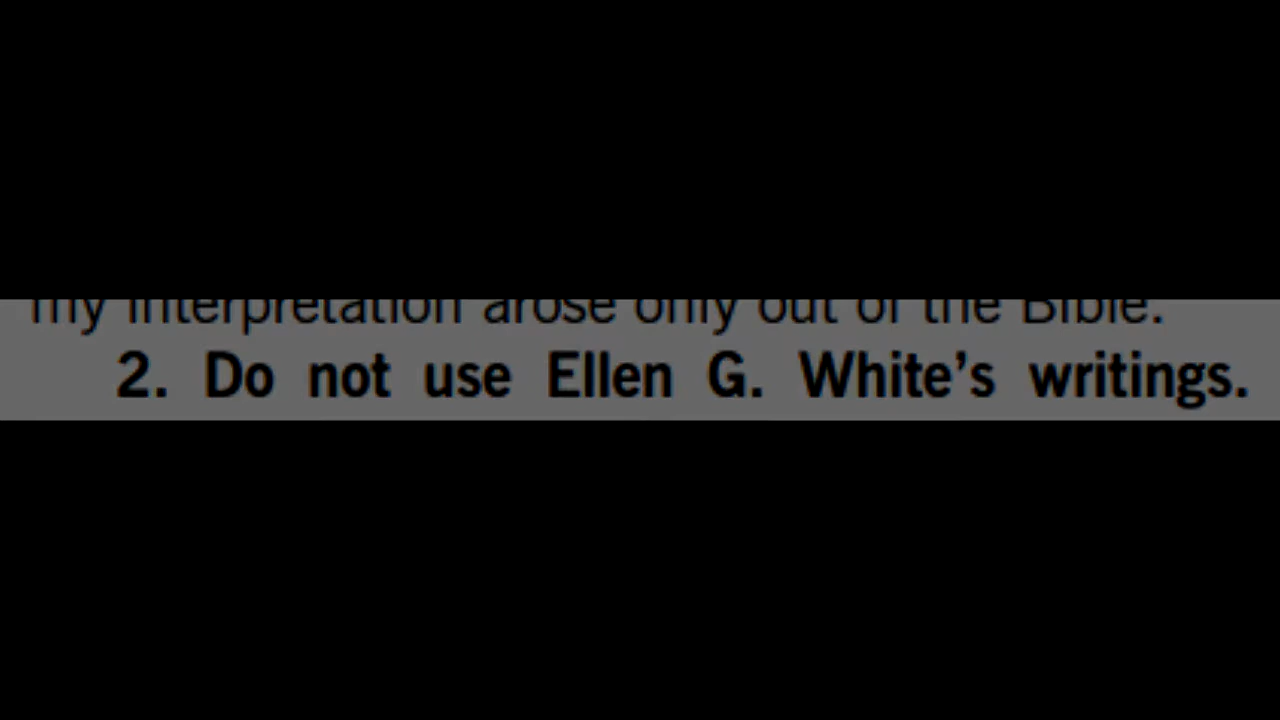 my interpretation arose only out of the Bible.
2. Do not use Ellen G. White’s writings.